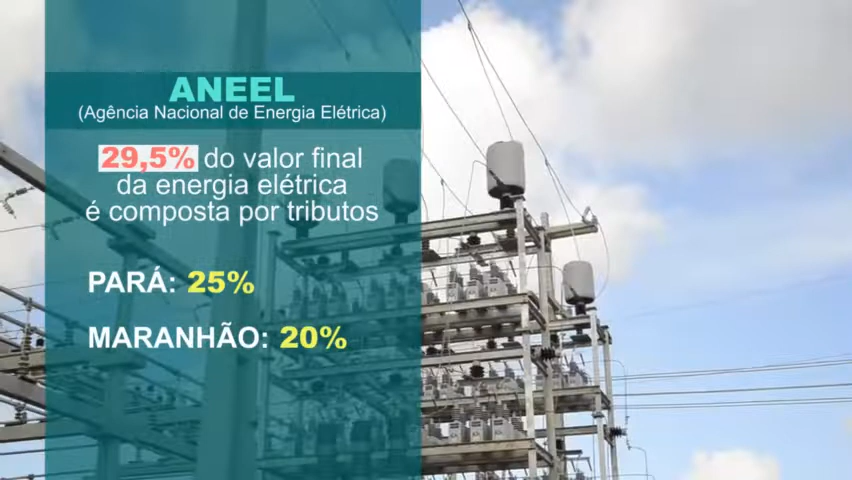 ANEEL
(Agência Nacional de Energia Elétrica)
29,5% do valor final
da energia elétrica
é composta por tributos
PARÁ: 25%
MARANHÃO: 20%